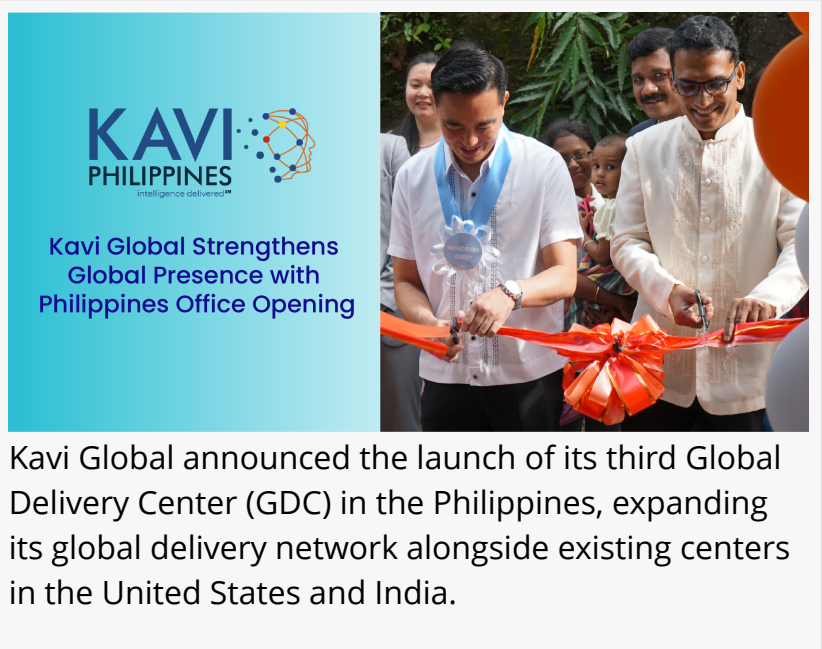 KAVI
PHILIPPINES
intelligence delivered℠
Kavi Global Strengthens
Global Presence with
Philippines Office Opening
HONORARY
GUEST
Kavi Global announced the launch of its third Global
Delivery Center (GDC) in the Philippines, expanding
its global delivery network alongside existing centers
in the United States and India.